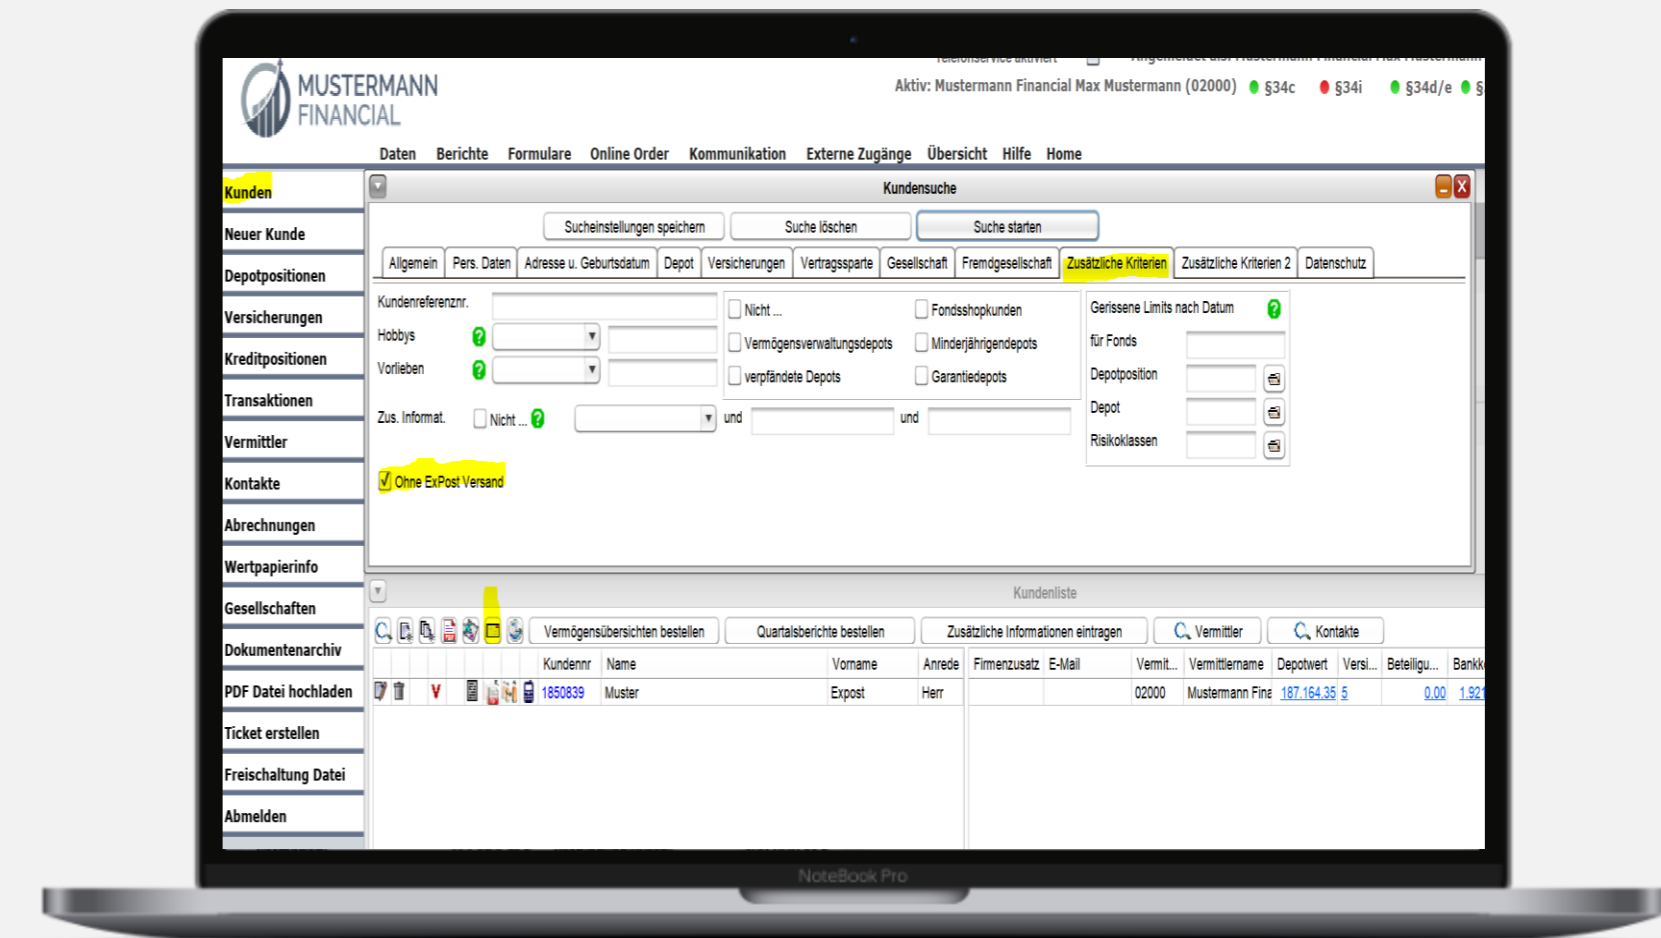 MUSTERMANN
FINANCIAL
Aktiv: Mustermann Financial Max Mustermann (02000) §34c §34i §34d/e
Daten Berichte Formulare Online Order Kommunikation Externe Zugänge Übersicht Hilfe Home
Kunden
Neuer Kunde
Depotpositionen
Versicherungen
Kreditpositionen
Transaktionen
Vermittler
Kontakte
Abrechnungen
Wertpapierinfo
Gesellschaften
Dokumentenarchiv
PDF Datei hochladen
Ticket erstellen
Freischaltung Datei
Abmelden
Kundensuche
Sucheinstellungen speichern Suche löschen Suche starten
Allgemein Pers. Daten Adresse u. Geburtsdatum Depot Versicherungen Vertragssparte Gesellschaft Fremdgesellschaft Zusätzliche Kriterien Zusätzliche Kriterien 2 Datenschutz
Kundenreferenznr. Nicht ... Fondsshopkunden Gerissene Limits nach Datum ?
Hobbys ? Vermögensverwaltungsdepots Minderjährigendepots für Fonds
Vorlieben ? verpfändete Depots Garantiedepots Depotposition
Zus. Informat. Nicht ... ? und und Depot
Risikoklassen
Ohne ExPost Versand
Kundenliste
Vermögensübersichten bestellen Quartalsberichte bestellen Zusätzliche Informationen eintragen Vermittler Kontakte
Kundennr Name Vorname Anrede Firmenzusatz E-Mail Vermit... Vermittlername Depotwert Versi... Beteiligu...
V 1850839 Muster Expost Herr 02000 Mustermann Fina 187.164.35 5 0.00 1.921
NoteBook Pro